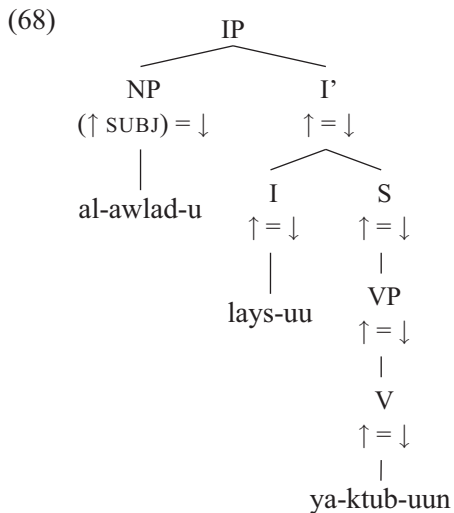 (68)
IP
NP I’
(↑ SUBJ) = ↓ ↑ = ↓
al-awlad-u I S
↑ = ↓ ↑ = ↓
lays-uu VP
↑ = ↓
V
↑ = ↓
ya-ktub-uun